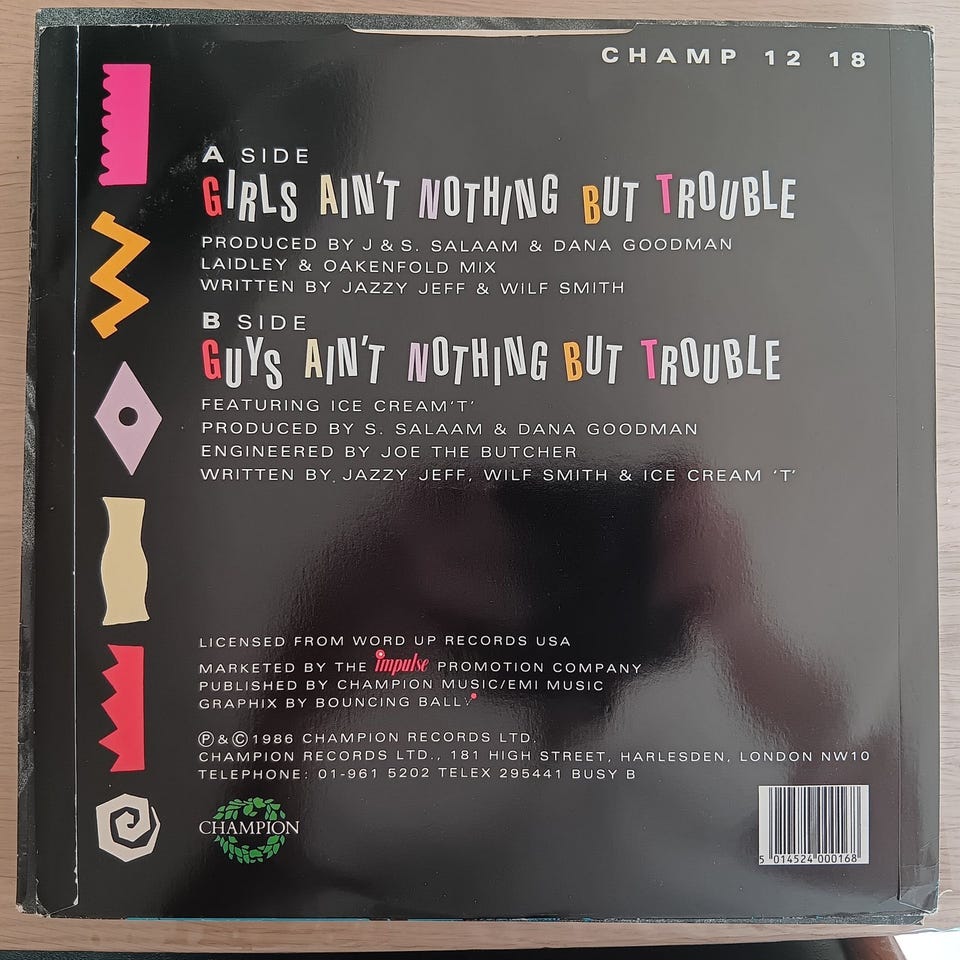 CHAMP 12 18
A SIDE
GIRLS AIN'T NOTHING BUT TROUBLE
PRODUCED BY J & S. SALAAM & DANA GOODMAN
LAIDLEY & OAKENFOLD MIX
WRITTEN BY JAZZY JEFF & WILF SMITH
B SIDE
GUYS AIN'T NOTHING BUT TROUBLE
FEATURING ICE CREAM 'T'
PRODUCED BY S. SALAAM & DANA GOODMAN
ENGINEERED BY JOE THE BUTCHER
WRITTEN BY JAZZY JEFF, WILF SMITH & ICE CREAM 'T'
LICENSED FROM WORD UP RECORDS USA
MARKETED BY THE impulse PROMOTION COMPANY
PUBLISHED BY CHAMPION MUSIC/EMI MUSIC
GRAPHIX BY BOUNCING BALL
℗ & © 1986 CHAMPION RECORDS LTD.
CHAMPION RECORDS LTD., 181 HIGH STREET, HARLESDEN, LONDON NW10
TELEPHONE: 01-961 5202 TELEX 295441 BUSY B
CHAMPION
5 014524 000168